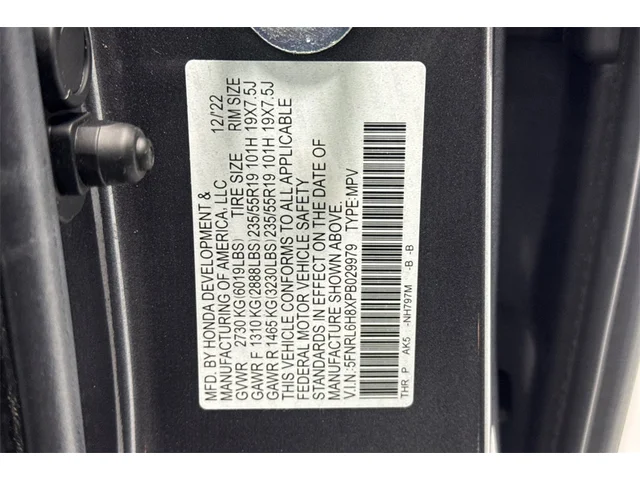 MFD. BY HONDA DEVELOPMENT &
MANUFACTURING OF AMERICA, LLC 12/'22
GVWR 2730 KG(6019LBS) TIRE SIZE RIM SIZE
GAWR F 1310 KG(2888LBS)235/55R19 101H 19X7.5J
GAWR R 1465 KG(3230LBS)235/55R19 101H 19X7.5J
THIS VEHICLE CONFORMS TO ALL APPLICABLE
FEDERAL MOTOR VEHICLE SAFETY
STANDARDS IN EFFECT ON THE DATE OF
MANUFACTURE SHOWN ABOVE.
V.I.N.:5FNRL6H8XPB029979 TYPE:MPV
THR P AK5 -NH797M -B -B